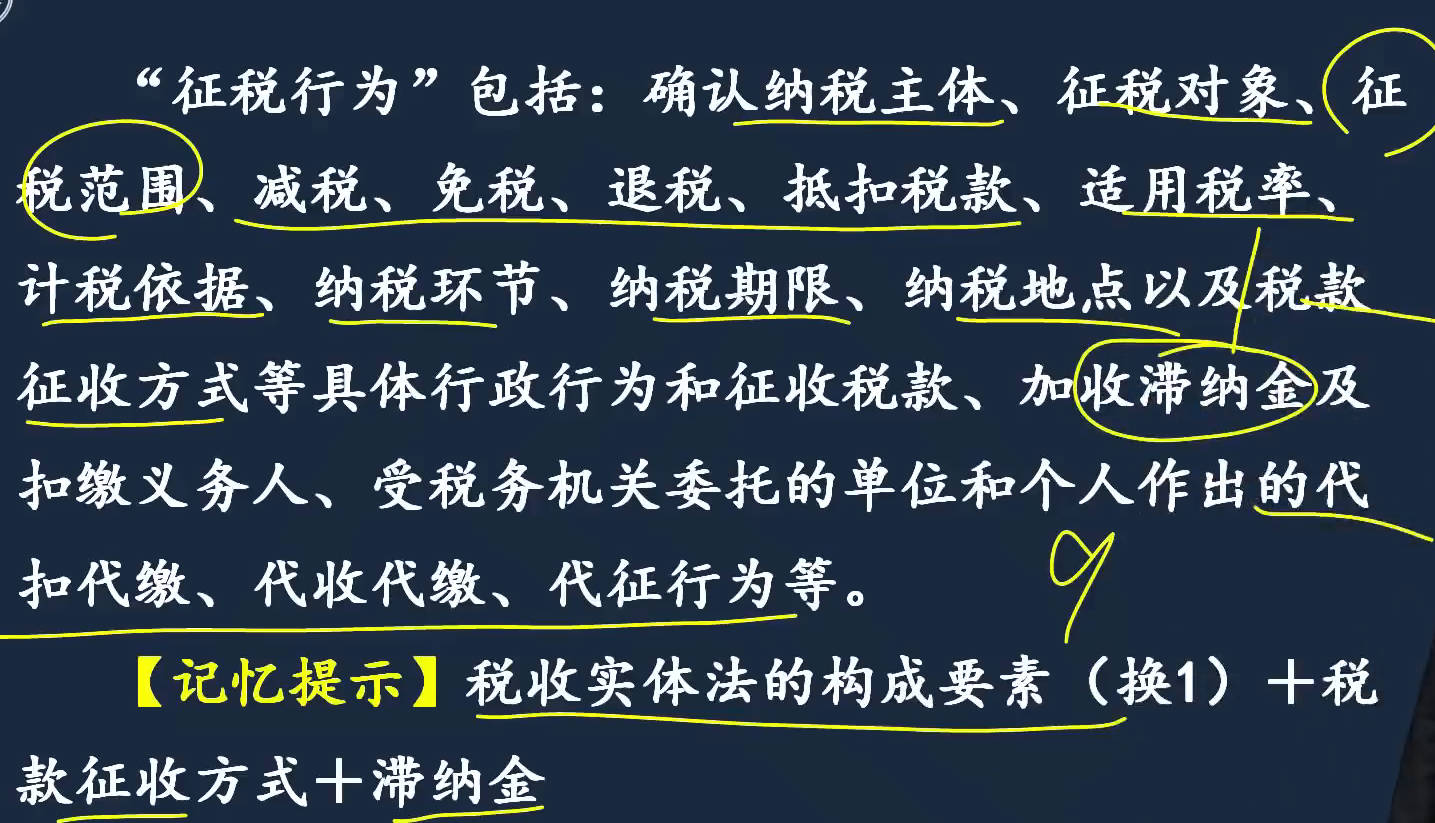 “征税行为”包括：确认纳税主体、征税对象、征
税范围、减税、免税、退税、抵扣税款、适用税率、
计税依据、纳税环节、纳税期限、纳税地点以及税款
征收方式等具体行政行为和征收税款、加收滞纳金及
扣缴义务人、受税务机关委托的单位和个人作出的代
扣代缴、代收代缴、代征行为等。
【记忆提示】税收实体法的构成要素（换1）＋税
款征收方式＋滞纳金